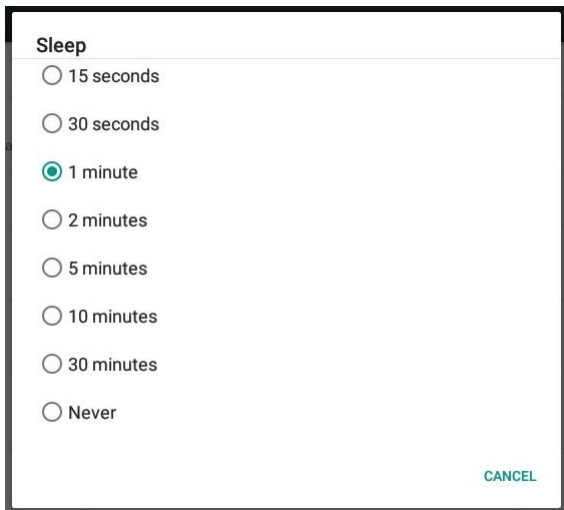 Sleep
15 seconds
30 seconds
1 minute
2 minutes
5 minutes
10 minutes
30 minutes
Never
CANCEL